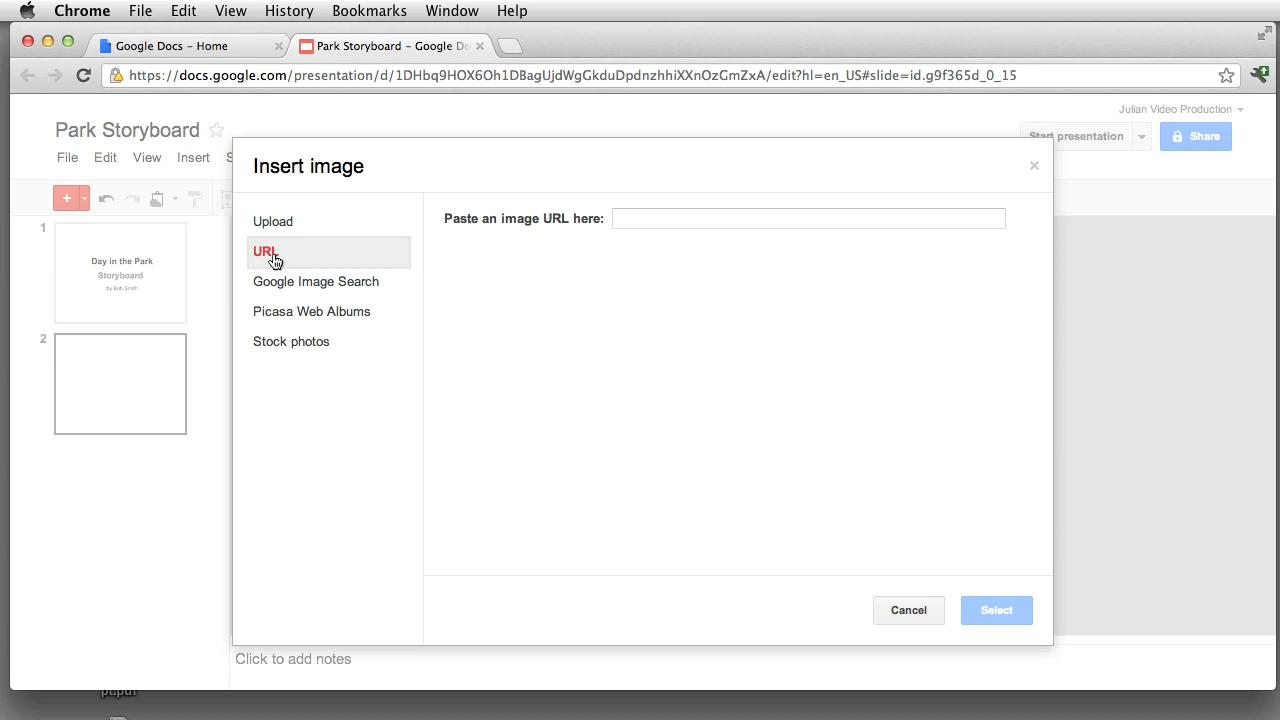 Chrome File Edit View History Bookmarks Window Help
Google Docs – Home
Park Storyboard – Google Do
https://docs.google.com/presentation/d/1DHbq9HOX6Oh1DBagUjdWgGkduDpdnzhhiXXnOzGmZxA/edit?hl=en_US#slide=id.g9f365d_0_15
Julian Video Production
Park Storyboard
Start presentation
Share
File Edit View Insert S
Insert image
Upload
URL
Google Image Search
Picasa Web Albums
Stock photos
Paste an image URL here:
1
Day in the Park
Storyboard
by Bob Smith
2
Cancel
Select
Click to add notes